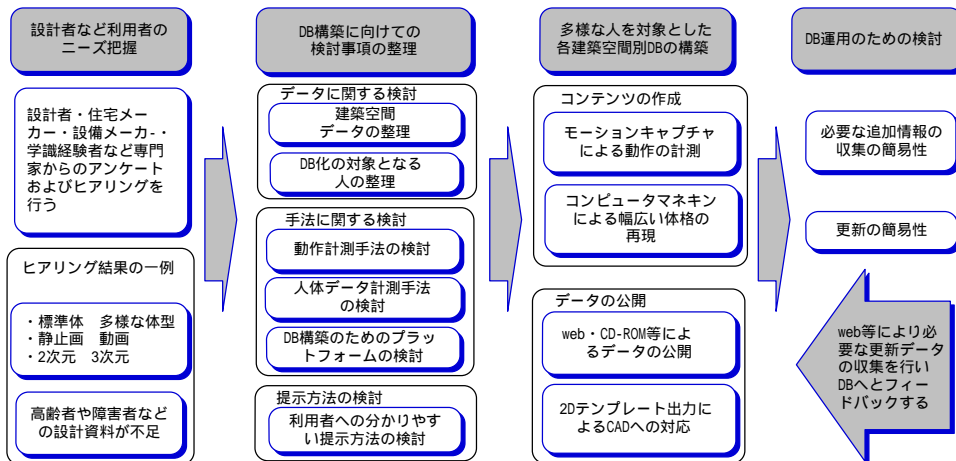 設計者など利用者の
ニーズ把握
設計者・住宅メー
カー・設備メーカ-・
学識経験者など専門
家からのアンケート
およびヒアリングを
行う
ヒアリング結果の一例
・標準体　多様な体型
・静止画　動画
・2次元　3次元
高齢者や障害者など
の設計資料が不足
DB構築に向けての
検討事項の整理
データに関する検討
建築空間
データの整理
DB化の対象となる
人の整理
手法に関する検討
動作計測手法の検討
人体データ計測手法
の検討
DB構築のためのプラッ
トフォームの検討
提示方法の検討
利用者への分かりやす
い提示方法の検討
多様な人を対象とした
各建築空間別DBの構築
コンテンツの作成
モーションキャプチャ
による動作の計測
コンピュータマネキン
による幅広い体格の
再現
データの公開
web・CD-ROM等によ
るデータの公開
2Dテンプレート出力に
よるCADへの対応
DB運用のための検討
必要な追加情報の
収集の簡易性
更新の簡易性
web等により必
要な更新データ
の収集を行い
DBへとフィー
ドバックする